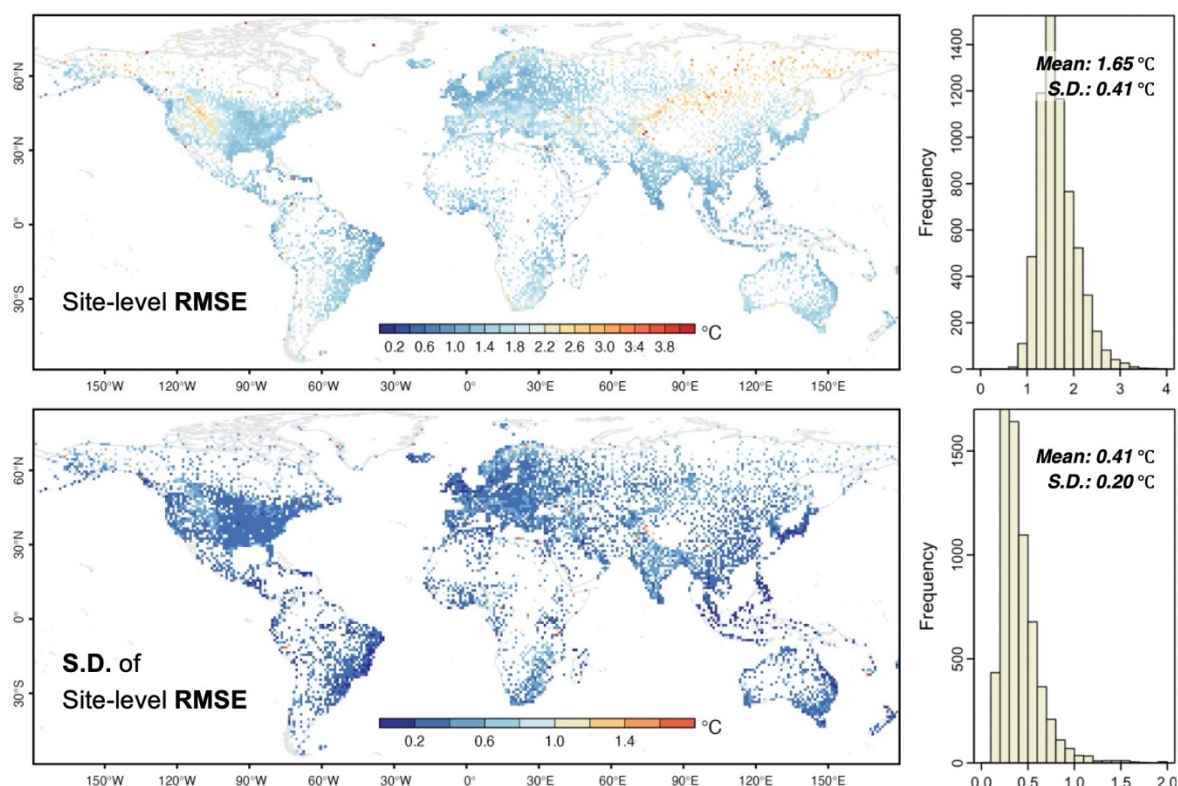 60°N
30°N
0°
30°S
Site-level RMSE
°C
0.2 0.6 1.0 1.4 1.8 2.2 2.6 3.0 3.4 3.8
150°W 120°W 90°W 60°W 30°W 0° 30°E 60°E 90°E 120°E 150°E
Frequency
1400
1200
1000
800
600
400
200
0
Mean: 1.65 °C
S.D.: 0.41 °C
0 1 2 3 4
60°N
30°N
0°
30°S
S.D. of
Site-level RMSE
°C
0.2 0.6 1.0 1.4
150°W 120°W 90°W 60°W 30°W 0° 30°E 60°E 90°E 120°E 150°E
Frequency
1500
1000
500
0
Mean: 0.41 °C
S.D.: 0.20 °C
0.0 0.5 1.0 1.5 2.0